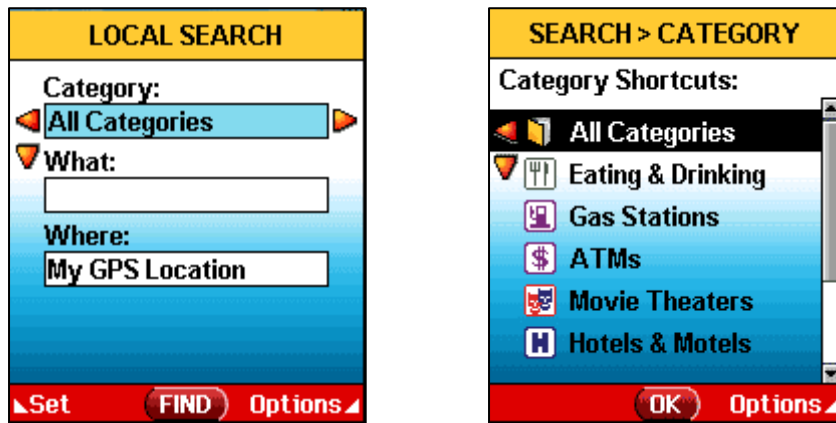 LOCAL SEARCH
Category:
All Categories
What:
Where:
My GPS Location
Set FIND Options
SEARCH > CATEGORY
Category Shortcuts:
All Categories
Eating & Drinking
Gas Stations
$ ATMs
Movie Theaters
H Hotels & Motels
OK Options